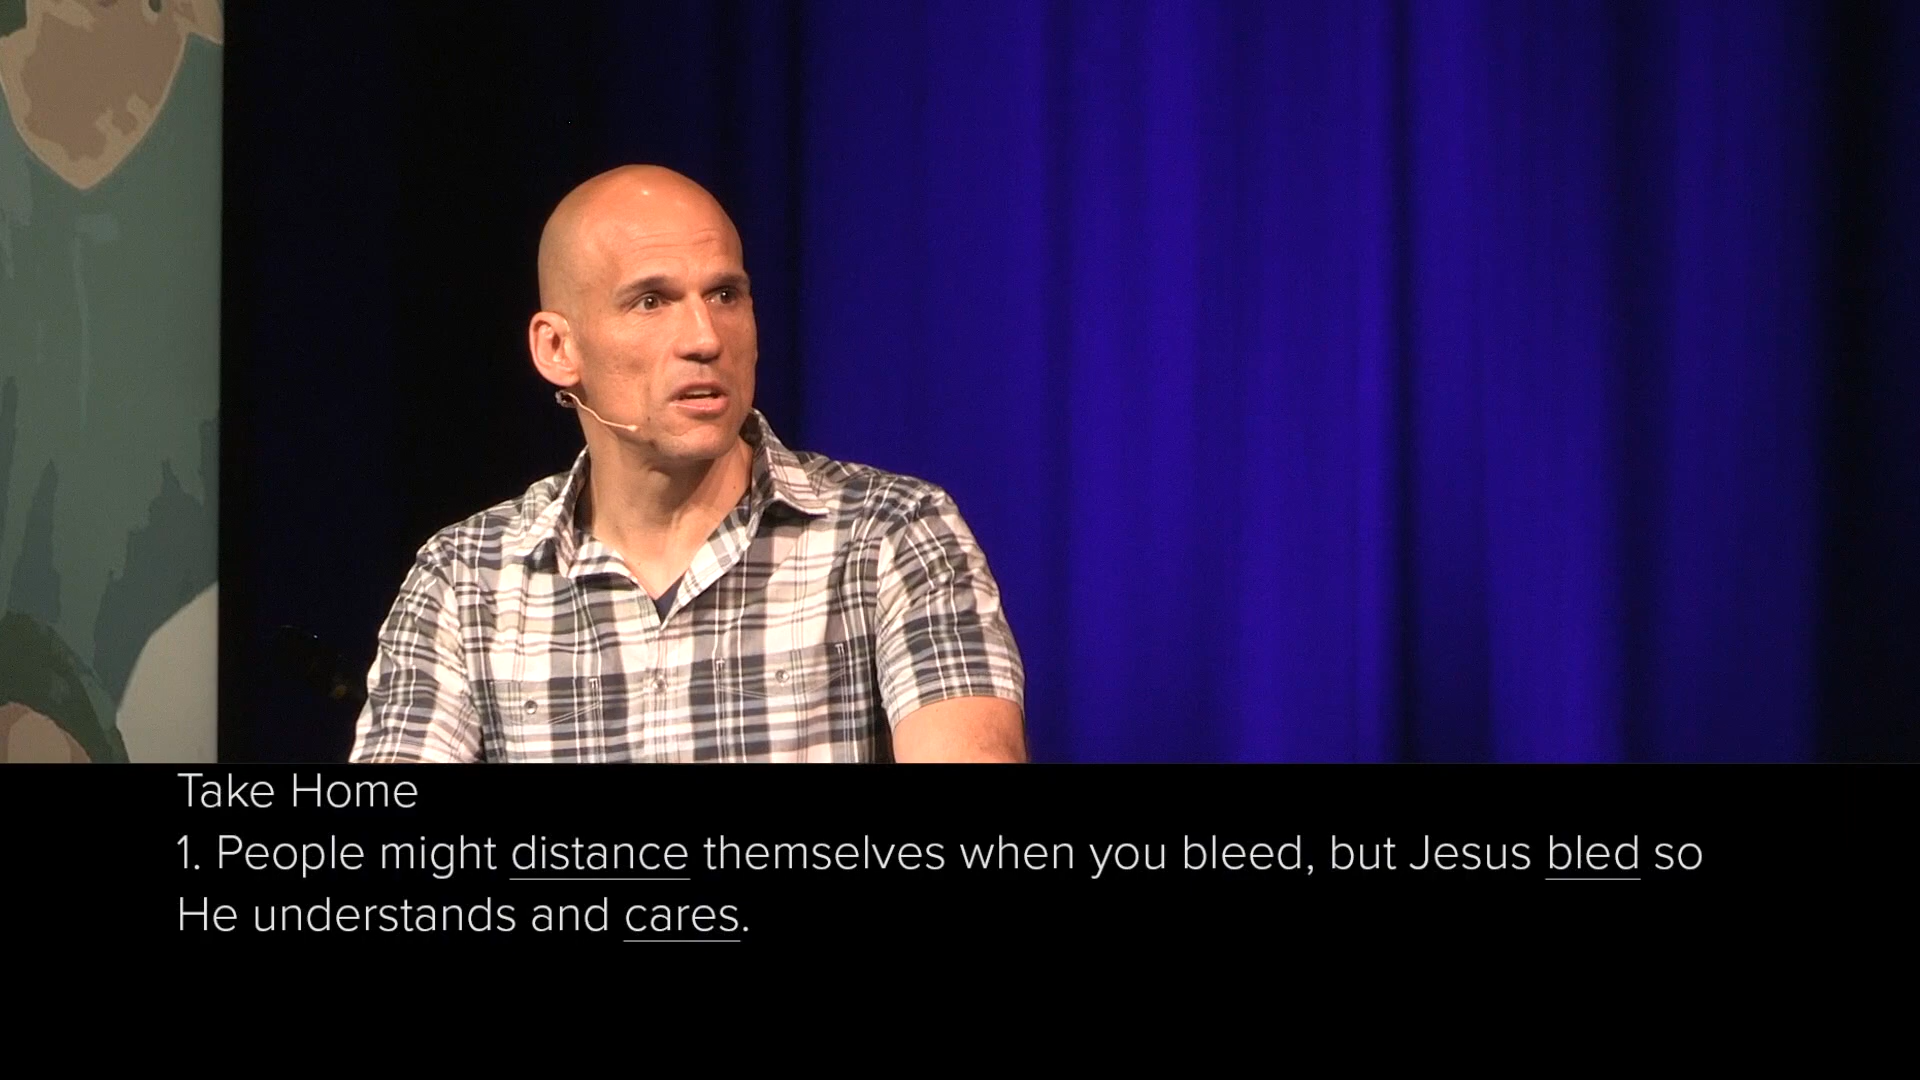 Take Home
1. People might distance themselves when you bleed, but Jesus bled so
He understands and cares.